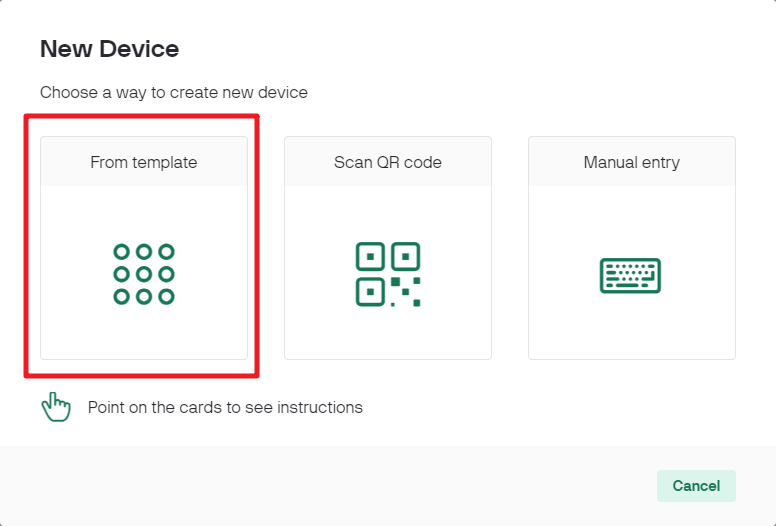 New Device
Choose a way to create new device
From template
Scan QR code
Manual entry
Point on the cards to see instructions
Cancel